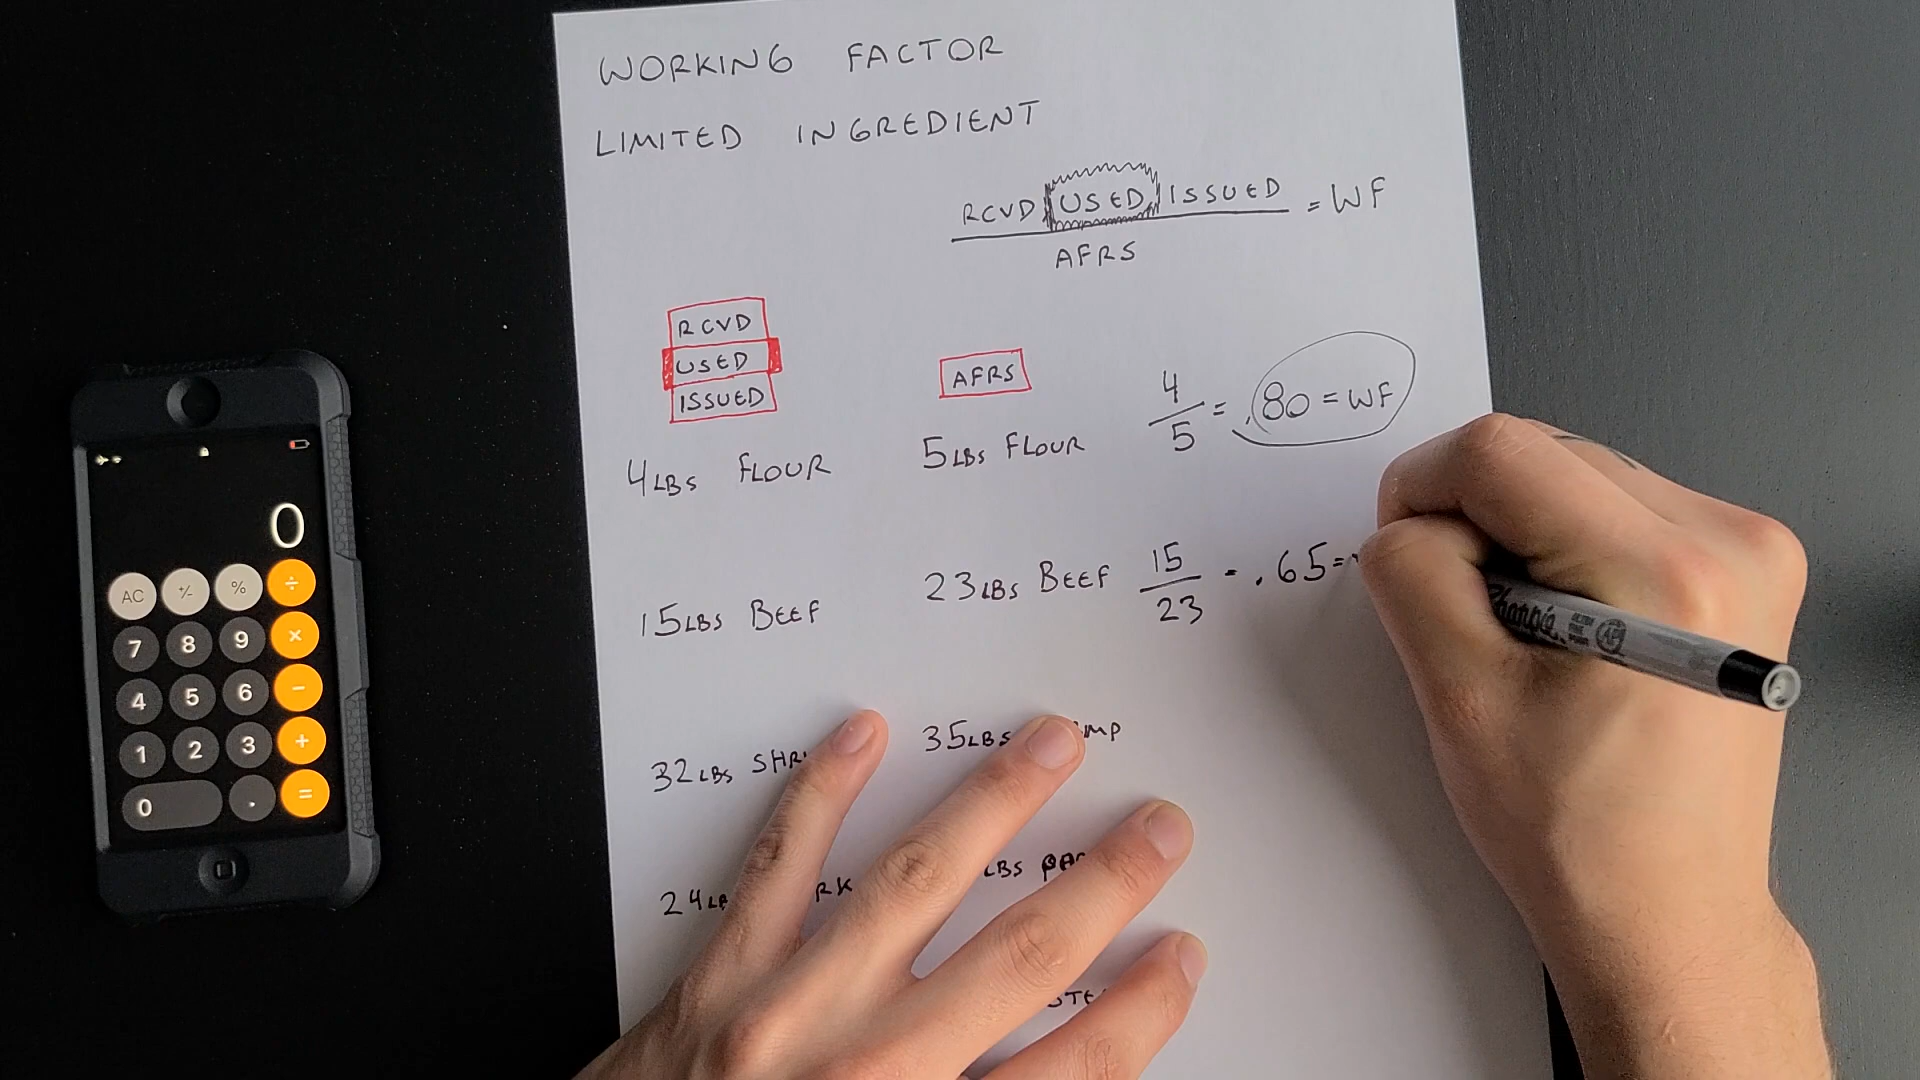 WORKING FACTOR
LIMITED INGREDIENT
RCVD USED ISSUED = WF
AFRS
RCVD
USED
ISSUED
AFRS
4/5 = .80 = WF
4LBS FLOUR
5LBS FLOUR
15LBS BEEF
23LBS BEEF
15/23 = .65 =
32LBS
35LBS
24
LBS
Sharpie
0
AC +/- % ÷
7 8 9 ×
4 5 6 −
1 2 3 +
0 . =